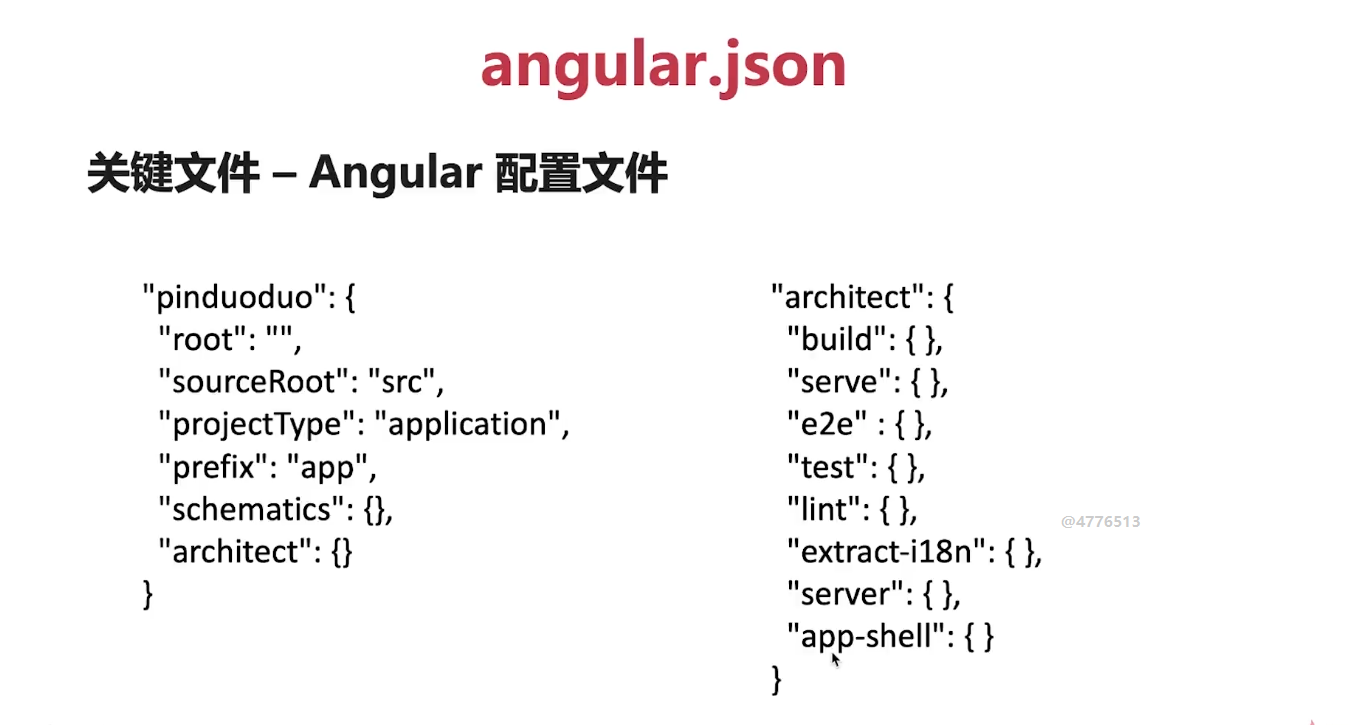 angular.json
关键文件 – Angular 配置文件
"pinduoduo": {
"root": "",
"sourceRoot": "src",
"projectType": "application",
"prefix": "app",
"schematics": {},
"architect": {}
}
"architect": {
"build": { },
"serve": { },
"e2e" : { },
"test": { },
"lint": { },
"extract-i18n": { },
"server": { },
"app-shell": { }
}
@4776513